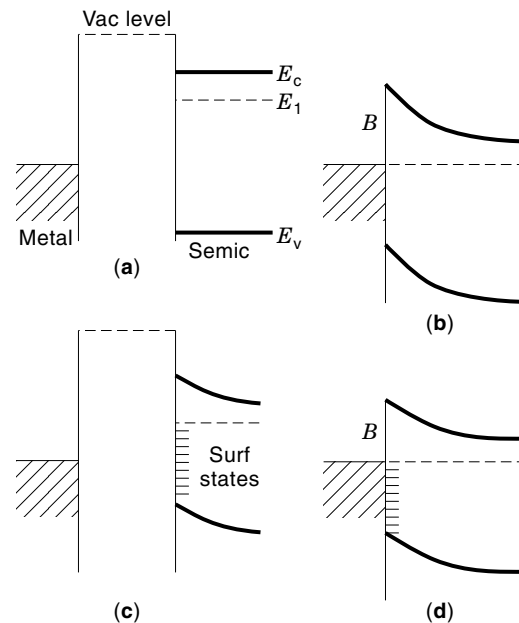 Vac level
E_c
E_1
E_v
Metal
Semic
(a)
B
(b)
Surf
states
(c)
B
(d)